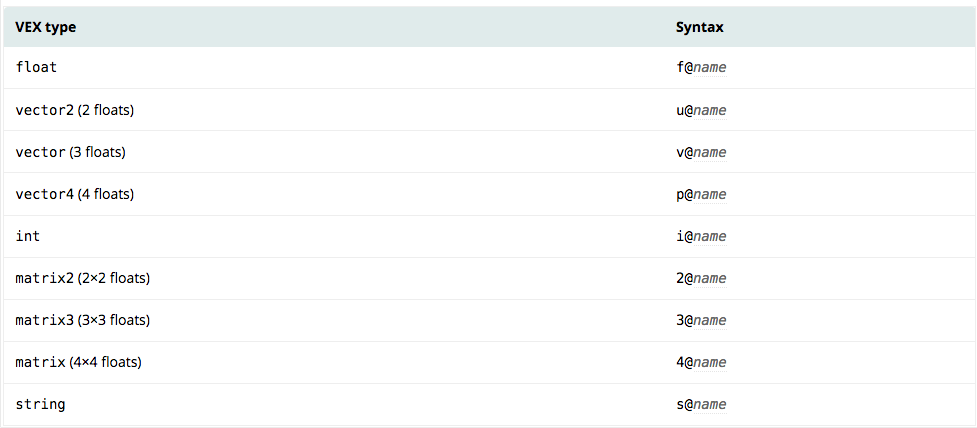 VEX type Syntax
float f@name
vector2 (2 floats) u@name
vector (3 floats) v@name
vector4 (4 floats) p@name
int i@name
matrix2 (2×2 floats) 2@name
matrix3 (3×3 floats) 3@name
matrix (4×4 floats) 4@name
string s@name